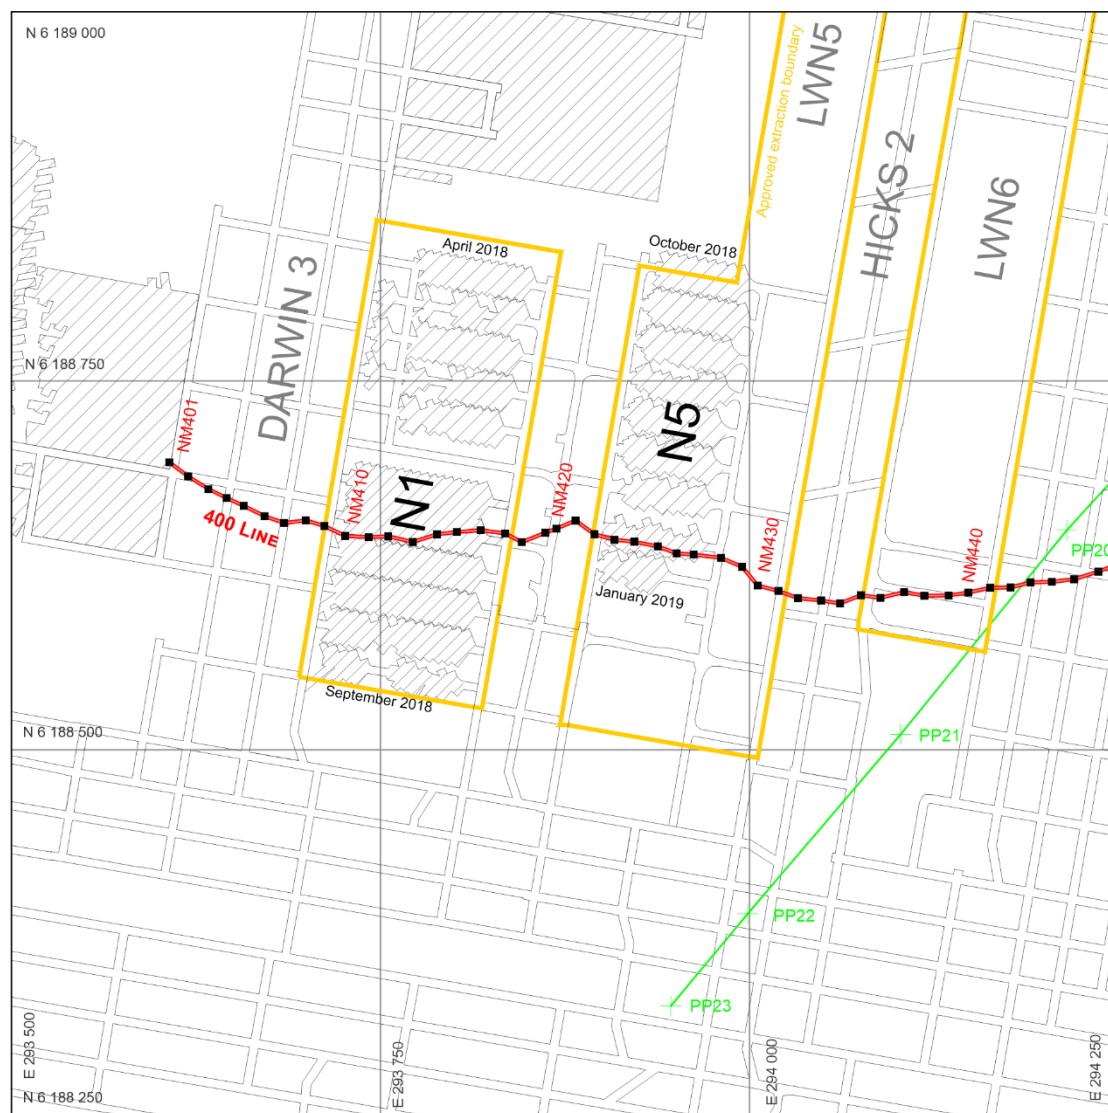 N 6 189 000
LWN5
Approved extraction boundary
HICKS 2
LWN6
April 2018
October 2018
DARWIN 3
N 6 188 750
NM401
N5
N1
NM410
NM420
400 LINE
NM430
NM440
PP20
January 2019
September 2018
N 6 188 500
PP21
PP22
PP23
E 293 500
E 293 750
E 294 000
E 294 250
N 6 188 250